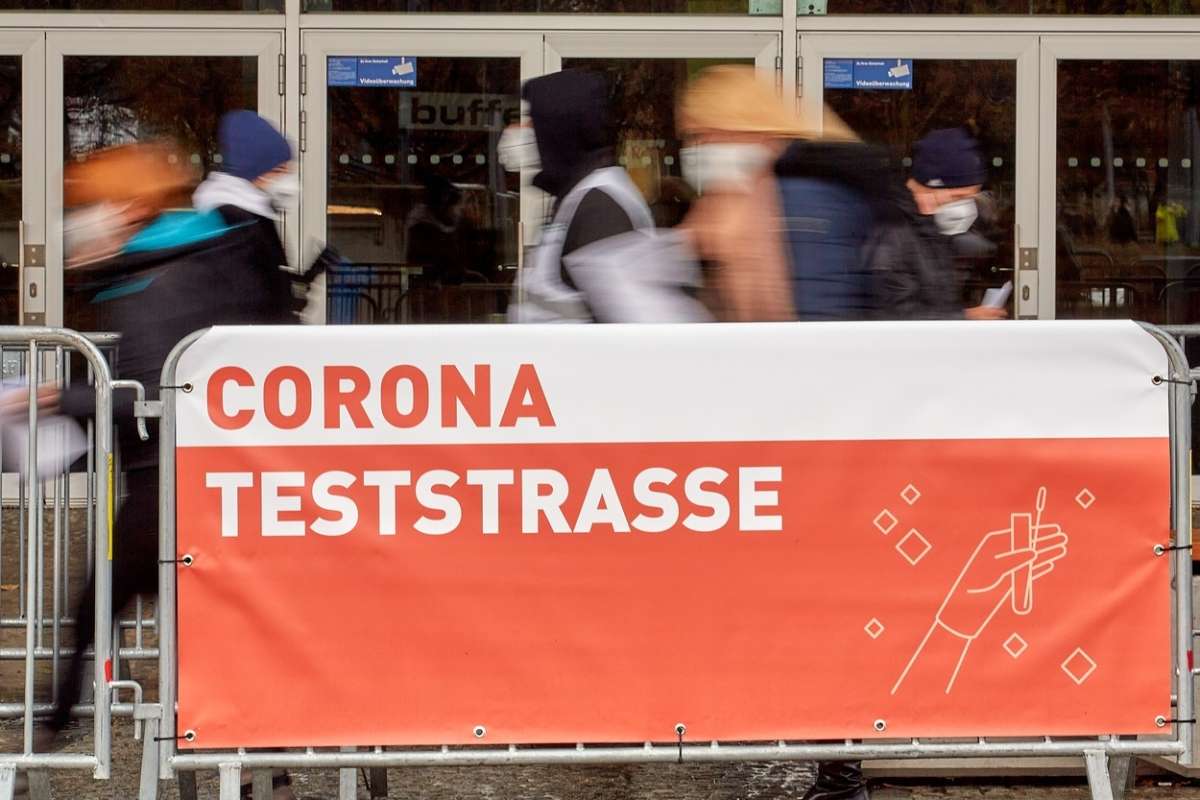 Videoüberwachung
Videoüberwachung
buffe
CORONA
TESTSTRASSE